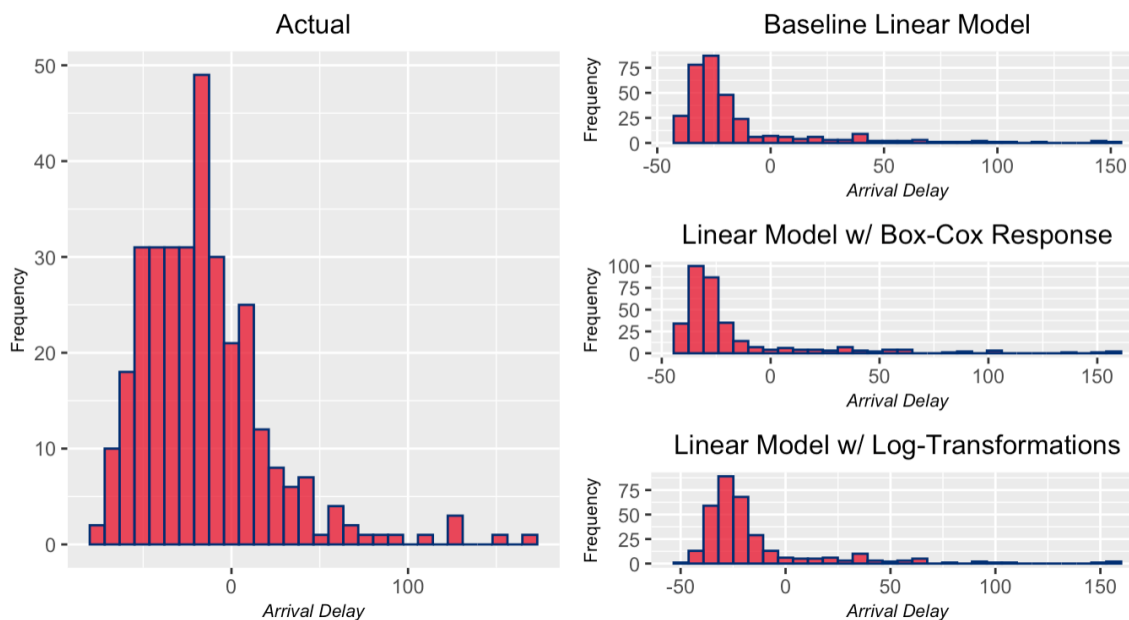 Actual
50
40
30
20
10
0
Frequency
0 100
Arrival Delay
Baseline Linear Model
75
50
25
0
Frequency
-50 0 50 100 150
Arrival Delay
Linear Model w/ Box-Cox Response
100
75
50
25
0
Frequency
-50 0 50 100 150
Arrival Delay
Linear Model w/ Log-Transformations
75
50
25
0
Frequency
-50 0 50 100 150
Arrival Delay